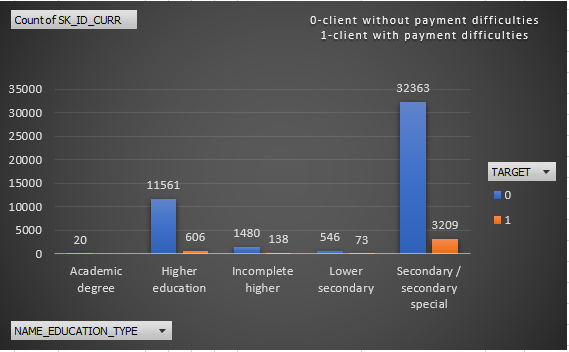 Count of SK_ID_CURR
0-client without payment difficulties
1-client with payment difficulties
35000
30000
25000
20000
15000
10000
5000
0
20
11561
606
1480
138
546
73
32363
3209
Academic
degree
Higher
education
Incomplete
higher
Lower
secondary
Secondary /
secondary
special
TARGET
0
1
NAME_EDUCATION_TYPE